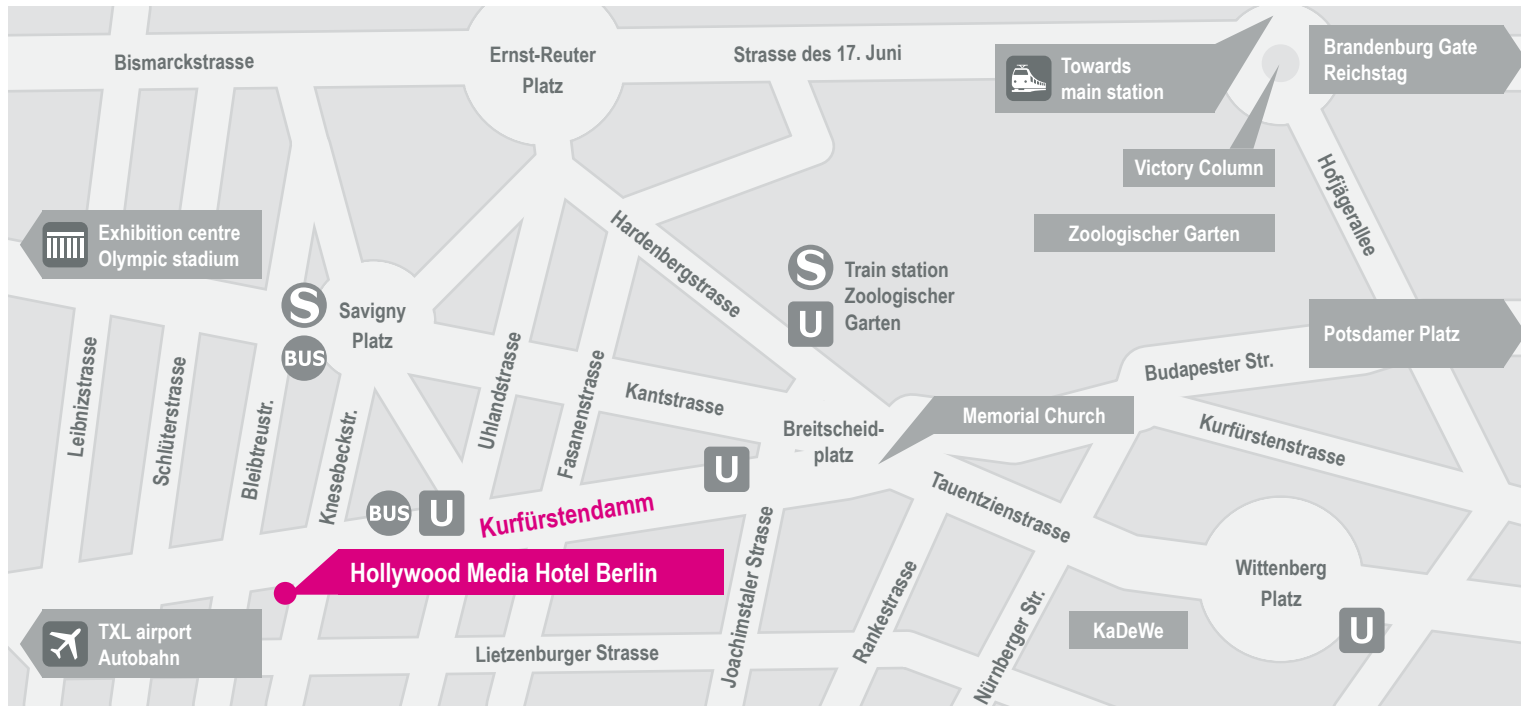 Bismarckstrasse
Ernst-Reuter
Platz
Strasse des 17. Juni
Towards
main station
Brandenburg Gate
Reichstag
Victory Column
Hofjägerallee
Zoologischer Garten
Exhibition centre
Olympic stadium
Hardenbergstrasse
S
Train station
Zoologischer
Garten
U
S
BUS
Savigny
Platz
Potsdamer Platz
Leibnizstrasse
Schlüterstrasse
Bleibtreustr.
Knesebeckstr.
Uhlandstrasse
Fasanenstrasse
Kantstrasse
Budapester Str.
Breitscheid-
platz
Memorial Church
Kurfürstenstrasse
U
BUS
U
Kurfürstendamm
Tauentzienstrasse
Hollywood Media Hotel Berlin
Joachimstaler Strasse
Rankestrasse
Nürnberger Str.
Wittenberg
Platz
U
KaDeWe
TXL airport
Autobahn
Lietzenburger Strasse